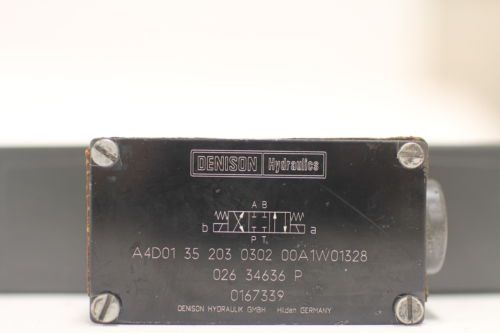 DENISON Hydraulics
A B
b a
P T
A4D01 35 203 0302 00A1W01328
026 34636 P
0167339
DENISON HYDRAULIK GMBH Hilden GERMANY